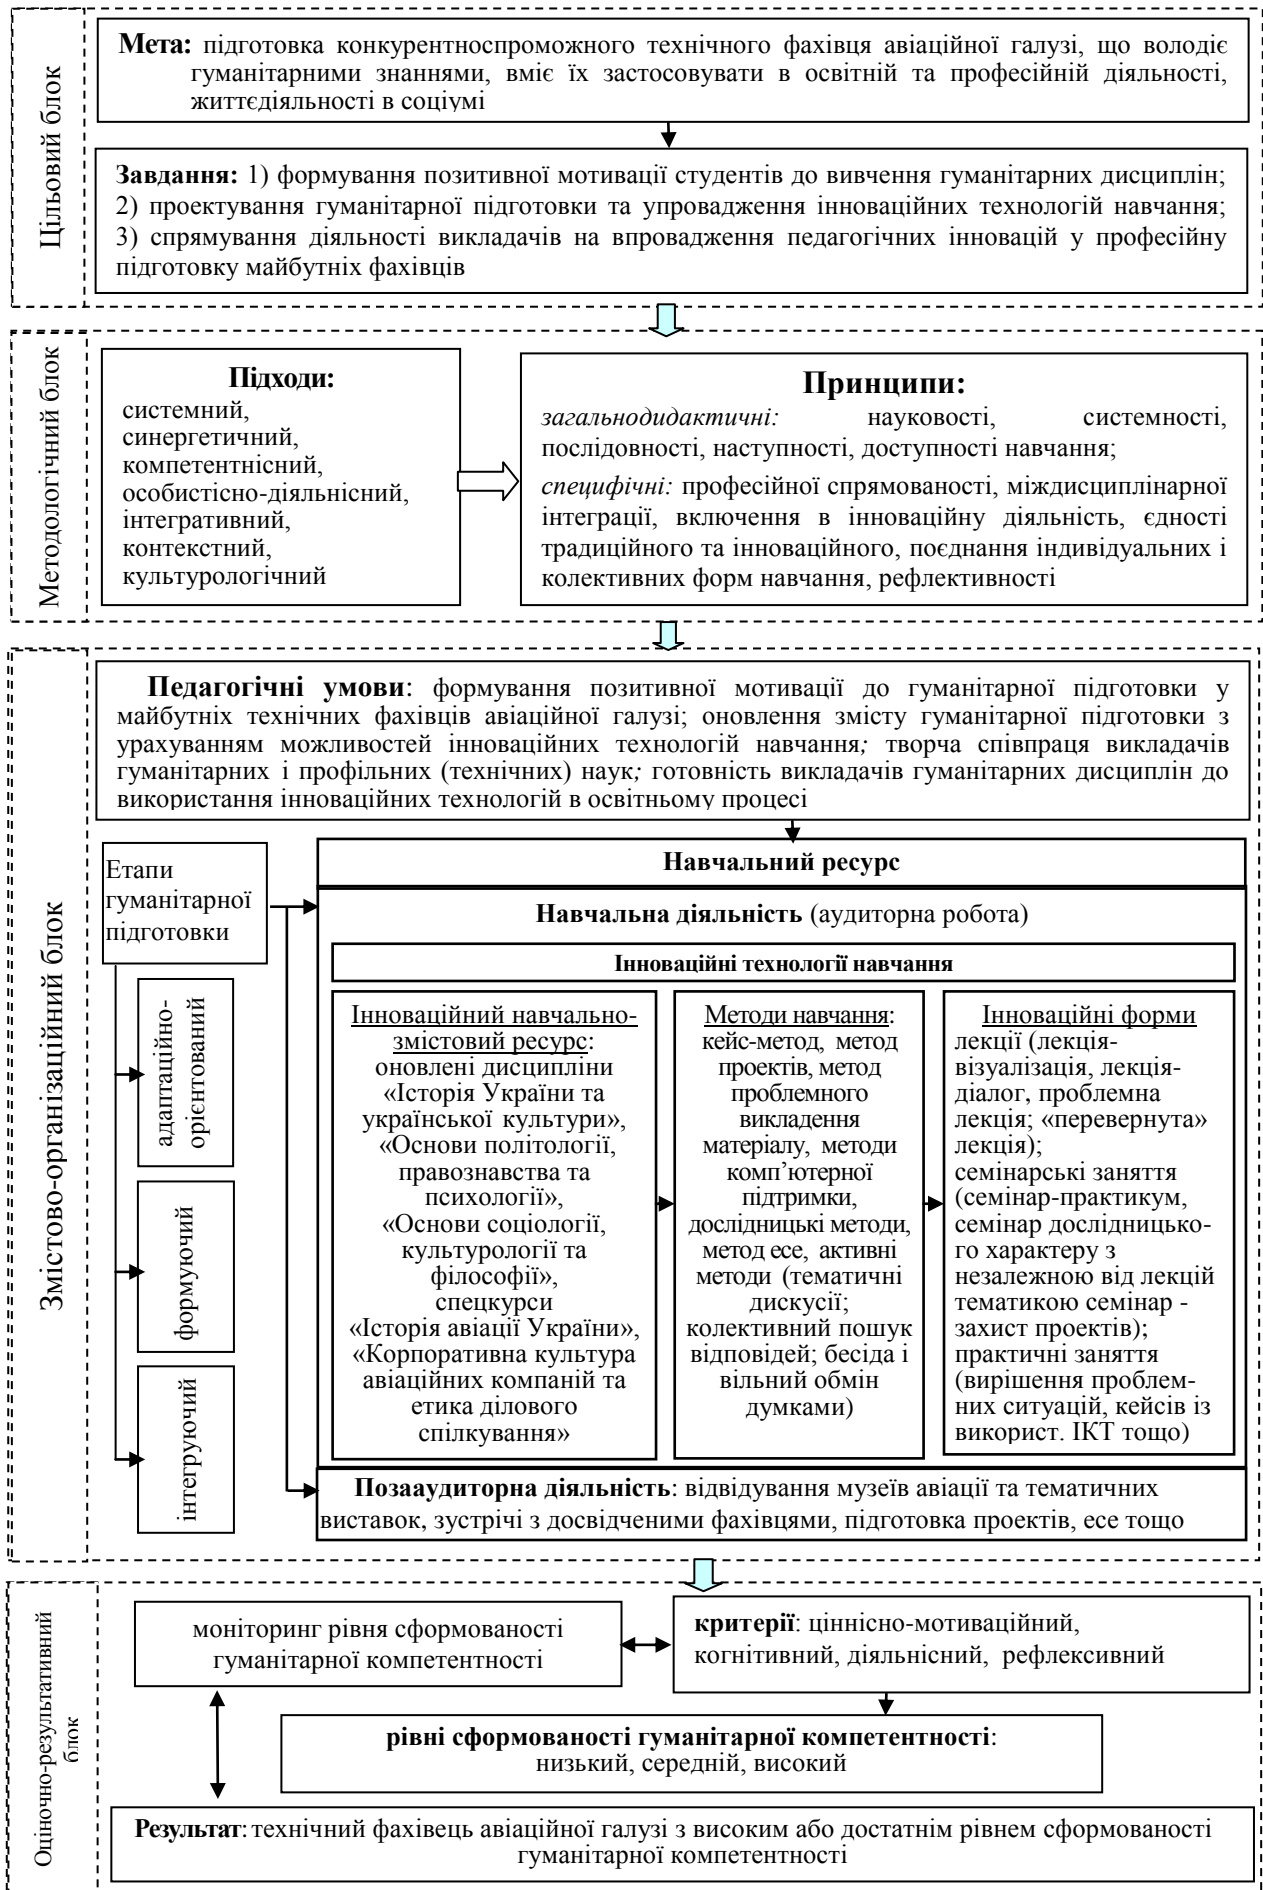 Цільовий блок
Мета: підготовка конкурентноспроможного технічного фахівця авіаційної галузі, що володіє
гуманітарними знаннями, вміє їх застосовувати в освітній та професійній діяльності,
життєдіяльності в соціумі
Завдання: 1) формування позитивної мотивації студентів до вивчення гуманітарних дисциплін;
2) проектування гуманітарної підготовки та упровадження інноваційних технологій навчання;
3) спрямування діяльності викладачів на впровадження педагогічних інновацій у професійну
підготовку майбутніх фахівців
Методологічний блок
Підходи:
системний,
синергетичний,
компетентнісний,
особистісно-діяльнісний,
інтегративний,
контекстний,
культурологічний
Принципи:
загальнодидактичні: науковості, системності,
послідовності, наступності, доступності навчання;
специфічні: професійної спрямованості, міждисциплінарної
інтеграції, включення в інноваційну діяльність, єдності
традиційного та інноваційного, поєднання індивідуальних і
колективних форм навчання, рефлективності
Змістово-організаційний блок
Педагогічні умови: формування позитивної мотивації до гуманітарної підготовки у
майбутніх технічних фахівців авіаційної галузі; оновлення змісту гуманітарної підготовки з
урахуванням можливостей інноваційних технологій навчання; творча співпраця викладачів
гуманітарних і профільних (технічних) наук; готовність викладачів гуманітарних дисциплін до
використання інноваційних технологій в освітньому процесі
Етапи
гуманітарної
підготовки
адаптаційно-
орієнтований
формуючий
інтегруючий
Навчальний ресурс
Навчальна діяльність (аудиторна робота)
Інноваційні технології навчання
Інноваційний навчально-
змістовий ресурс:
оновлені дисципліни
«Історія України та
української культури»,
«Основи політології,
правознавства та
психології»,
«Основи соціології,
культурології та
філософії»,
спецкурси
«Історія авіації України»,
«Корпоративна культура
авіаційних компаній та
етика ділового
спілкування»
Методи навчання:
кейс-метод, метод
проектів, метод
проблемного
викладення
матеріалу, методи
комп’ютерної
підтримки,
дослідницькі методи,
метод есе, активні
методи (тематичні
дискусії;
колективний пошук
відповідей; бесіда і
вільний обмін
думками)
Інноваційні форми
лекції (лекція-
візуалізація, лекція-
діалог, проблемна
лекція; «перевернута»
лекція);
семінарські заняття
(семінар-практикум,
семінар дослідницько-
го характеру з
незалежною від лекцій
тематикою семінар -
захист проектів);
практичні заняття
(вирішення проблем-
них ситуацій, кейсів із
використ. ІКТ тощо)
Позааудиторна діяльність: відвідування музеїв авіації та тематичних
виставок, зустрічі з досвідченими фахівцями, підготовка проектів, есе тощо
Оціночно-результативний
блок
моніторинг рівня сформованості
гуманітарної компетентності
критерії: ціннісно-мотиваційний,
когнітивний, діяльнісний, рефлексивний
рівні сформованості гуманітарної компетентності:
низький, середній, високий
Результат: технічний фахівець авіаційної галузі з високим або достатнім рівнем сформованості
гуманітарної компетентності